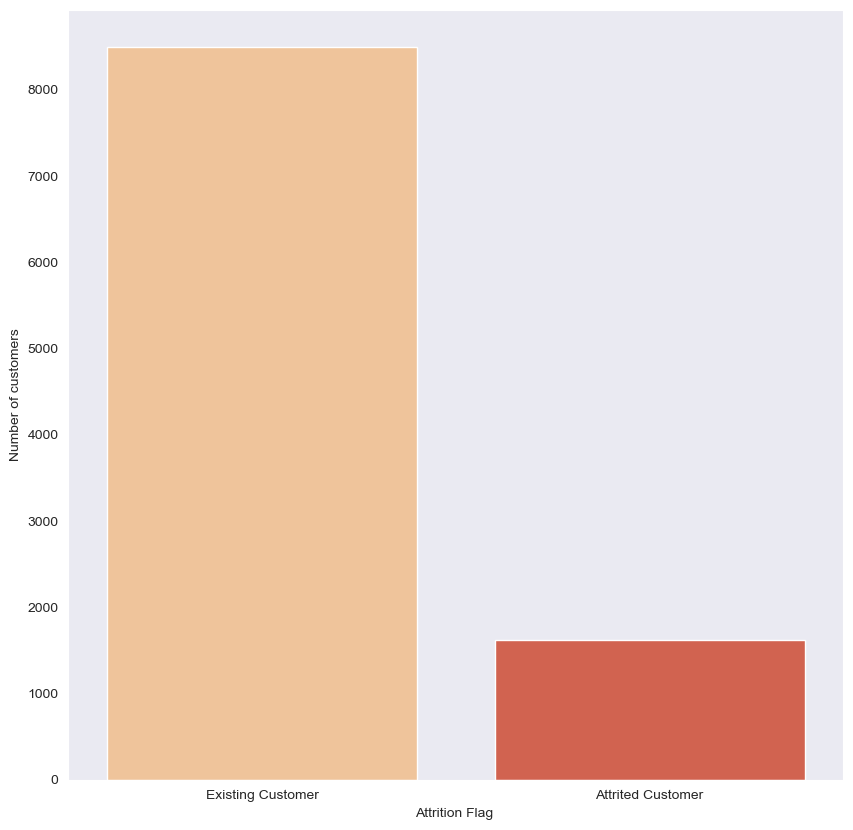 8000
7000
6000
5000
4000
3000
2000
1000
0
Number of customers
Existing Customer
Attrited Customer
Attrition Flag